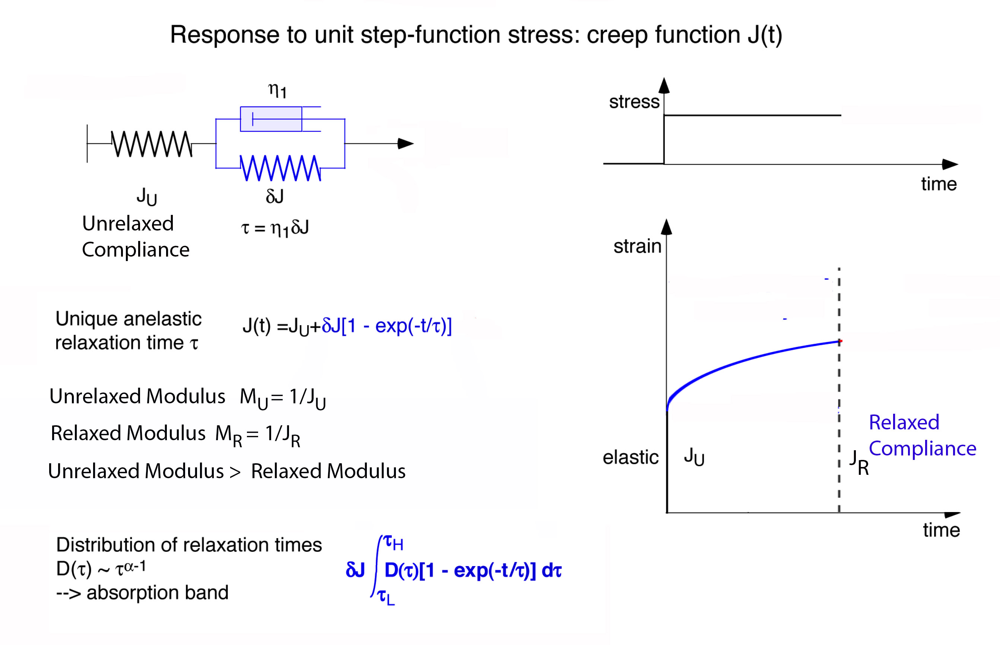 Response to unit step-function stress: creep function J(t)
η1
JU
Unrelaxed
Compliance
δJ
τ = η1δJ
stress
time
strain
elastic
JU
JR
Relaxed
Compliance
time
Unique anelastic
relaxation time τ
J(t) =JU+δJ[1 - exp(-t/τ)]
Unrelaxed Modulus MU= 1/JU
Relaxed Modulus MR= 1/JR
Unrelaxed Modulus > Relaxed Modulus
Distribution of relaxation times
D(τ) ~ τα-1
--> absorption band
τH
δJ ∫ D(τ)[1 - exp(-t/τ)] dτ
τL